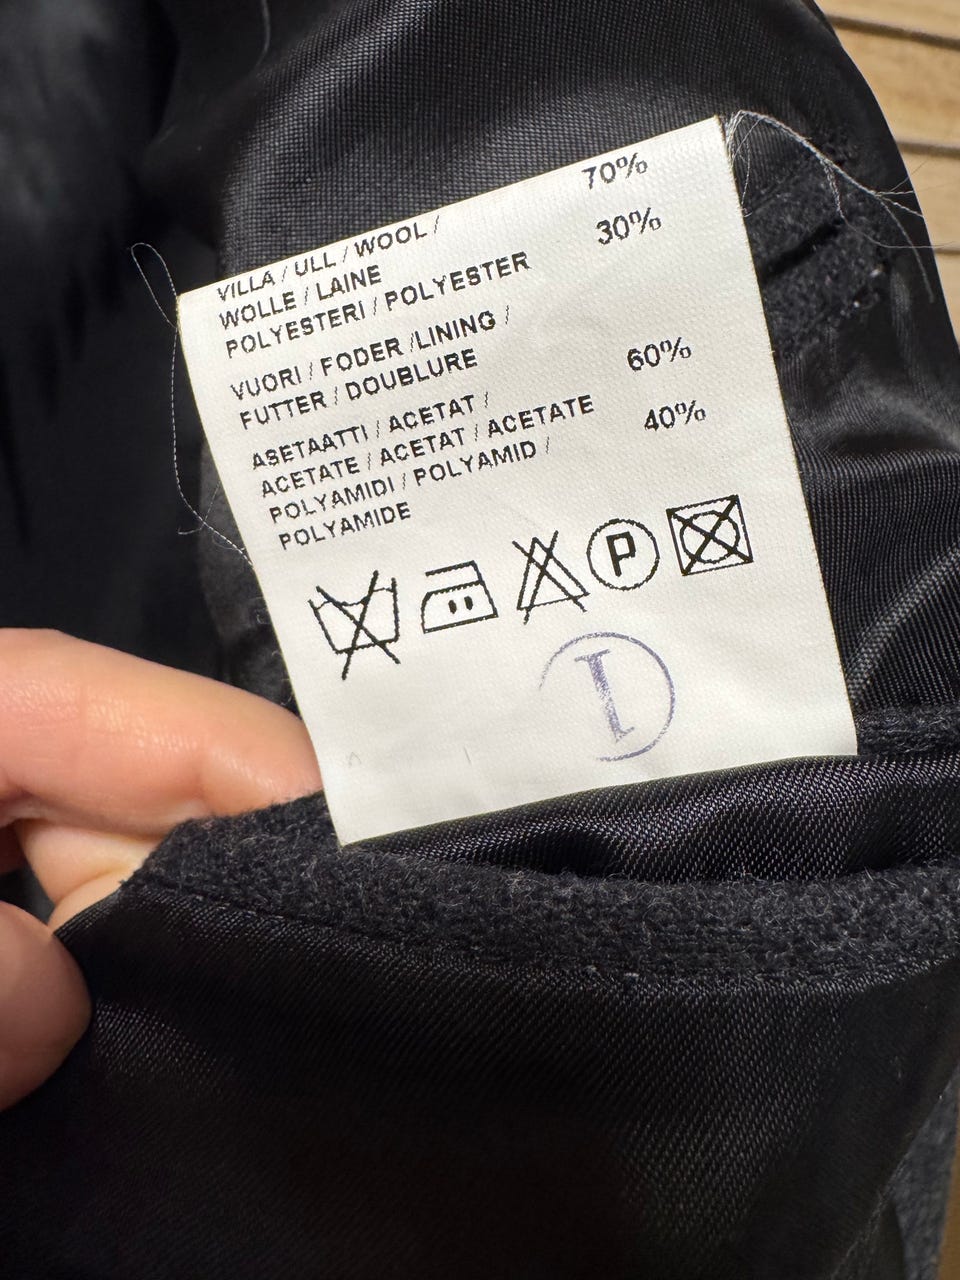 VILLA / ULL / WOOL / 70%
WOLLE / LAINE
POLYESTERI / POLYESTER 30%
VUORI / FODER / LINING /
FUTTER / DOUBLURE
ASETAATTI / ACETAT / 60%
ACETATE / ACETAT / ACETATE
POLYAMIDI / POLYAMID / 40%
POLYAMIDE
P
I